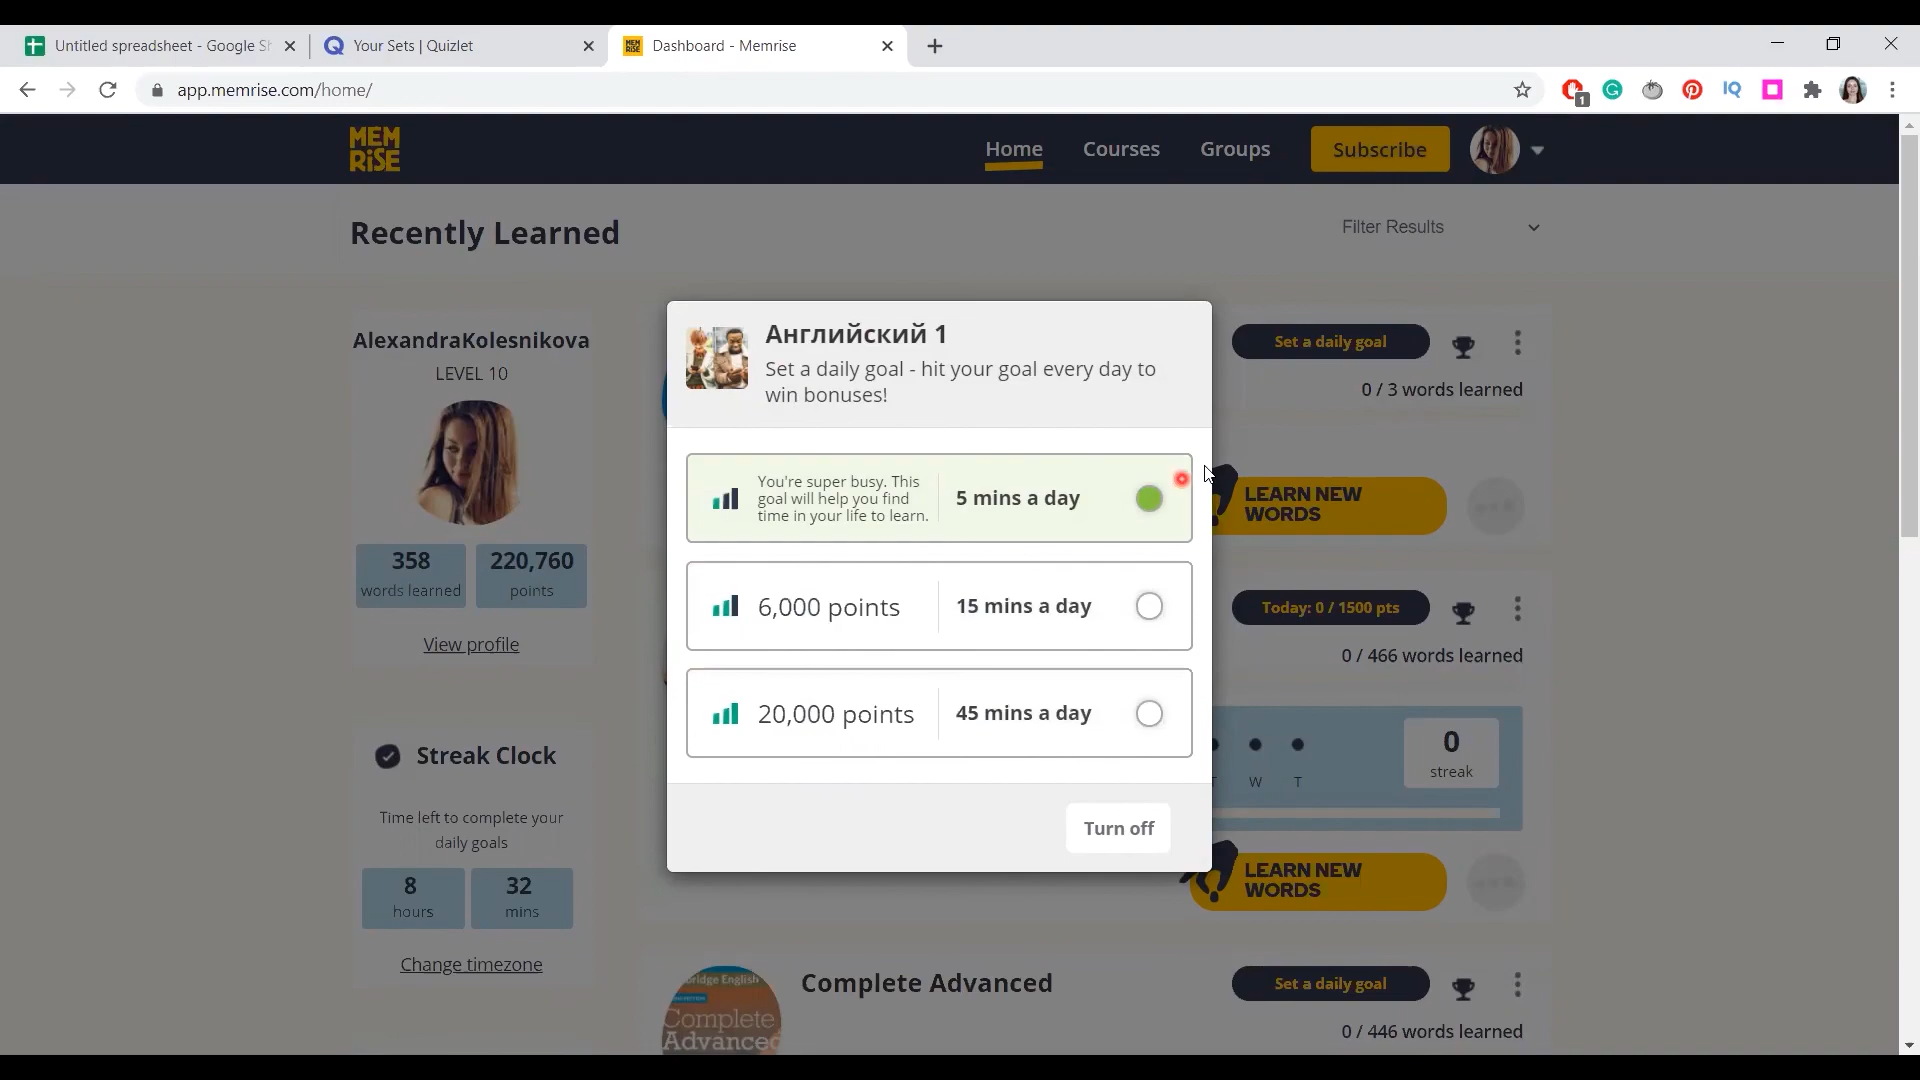 Untitled spreadsheet - Google Sh
Your Sets | Quizlet
Dashboard - Memrise
app.memrise.com/home/
1
IQ
MEM
RiSE
Home
Courses
Groups
Subscribe
Recently Learned
Filter Results
AlexandraKolesnikova
LEVEL 10
358
words learned
220,760
points
View profile
Streak Clock
Time left to complete your
daily goals
8
hours
32
mins
Change timezone
Английский 1
Set a daily goal - hit your goal every day to
win bonuses!
You're super busy. This
goal will help you find
time in your life to learn.
5 mins a day
6,000 points
15 mins a day
20,000 points
45 mins a day
Turn off
Set a daily goal
0 / 3 words learned
LEARN NEW
WORDS
Today: 0 / 1500 pts
0 / 466 words learned
W
T
0
streak
LEARN NEW
WORDS
bridge English
Complete
Advanced
Complete Advanced
Set a daily goal
0 / 446 words learned